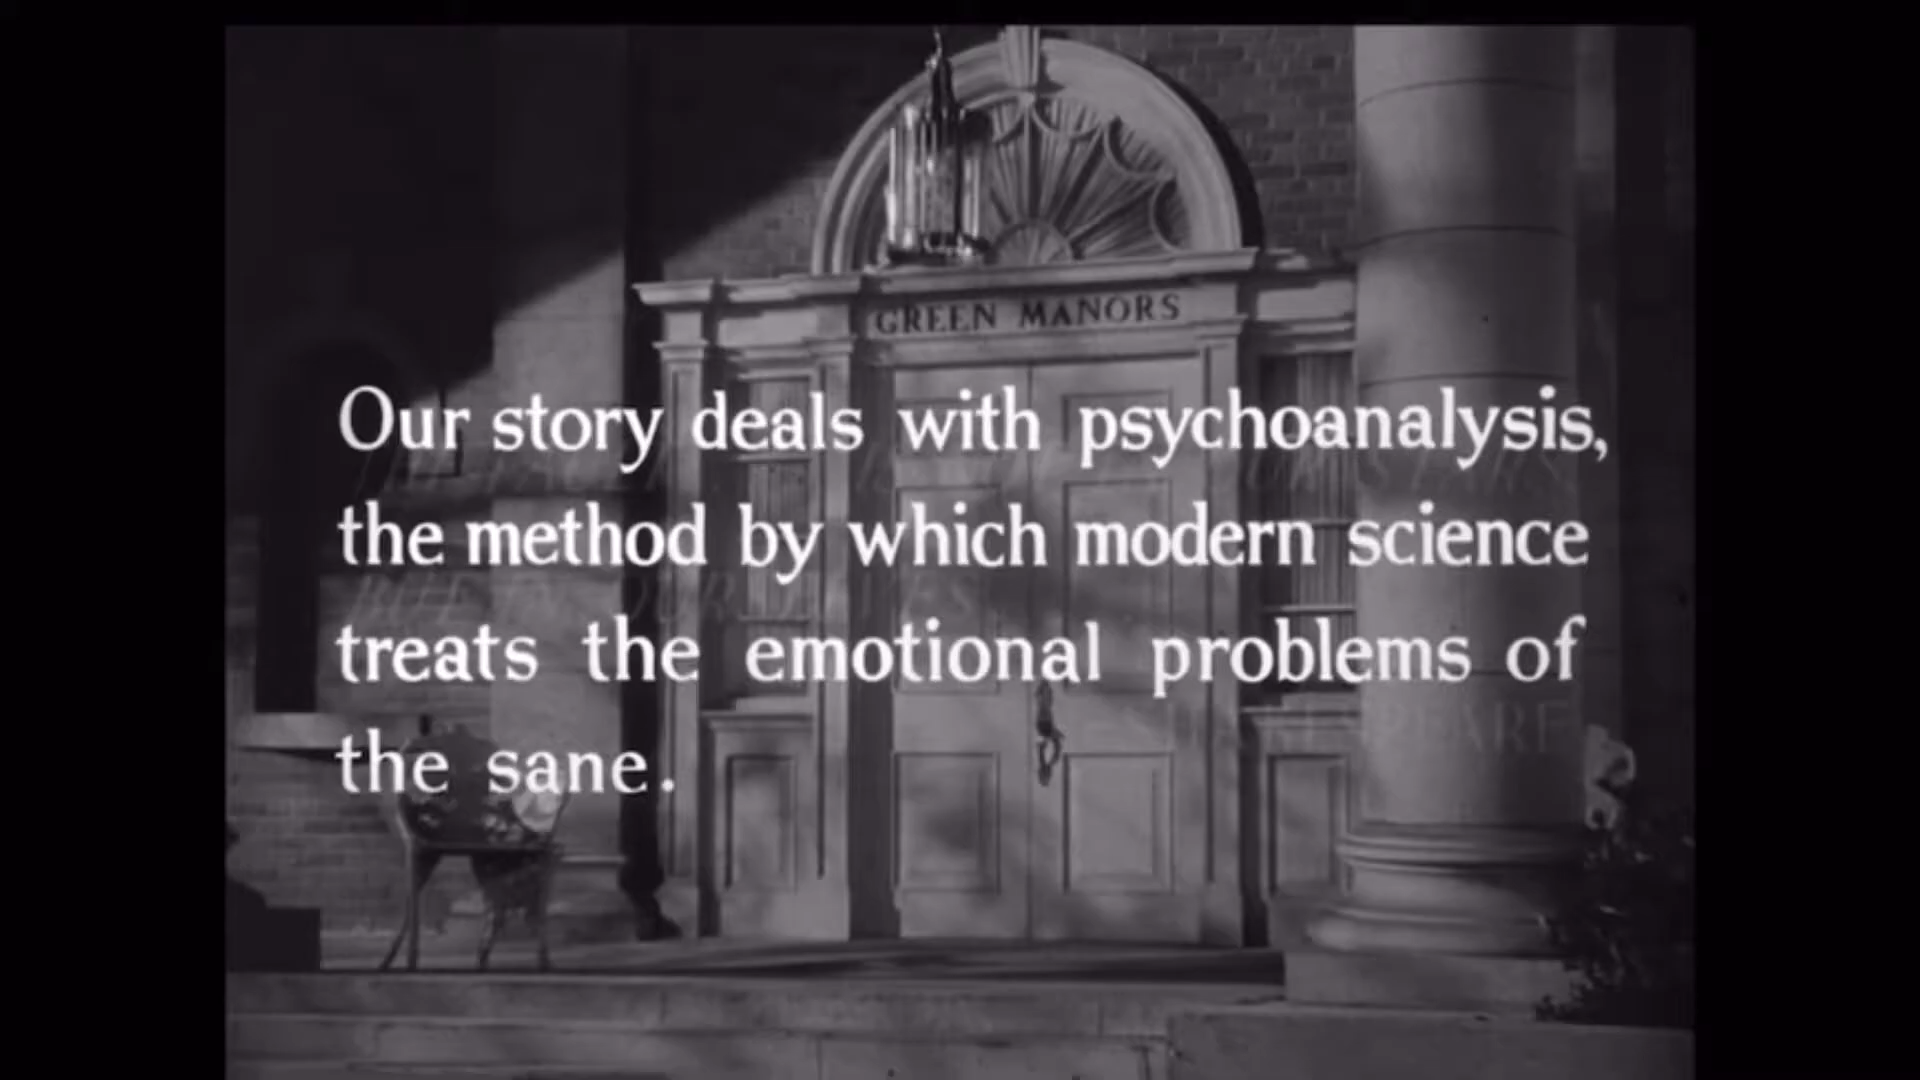 GREEN MANORS
Our story deals with psychoanalysis,
the method by which modern science
treats the emotional problems of
the sane.